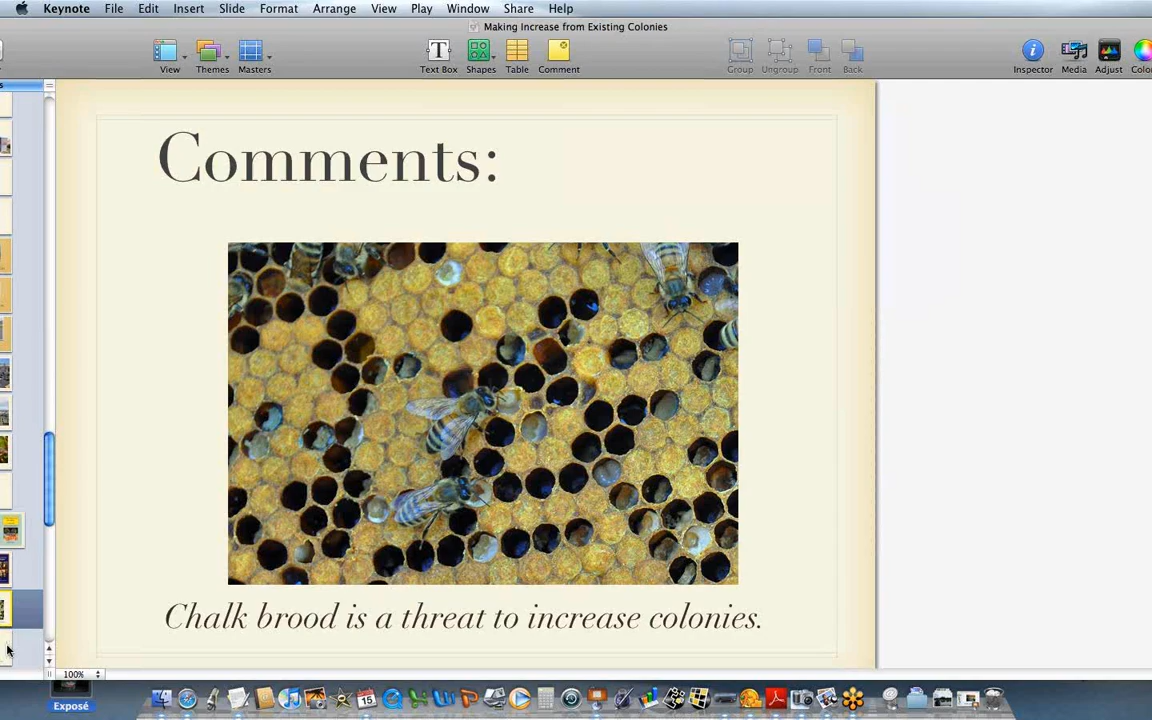 Keynote File Edit Insert Slide Format Arrange View Play Window Share Help
Making Increase from Existing Colonies
View Themes Masters Text Box Shapes Table Comment Group Ungroup Front Back Inspector Media Adjust Colo
Comments:
Chalk brood is a threat to increase colonies.
100%
15
Exposé